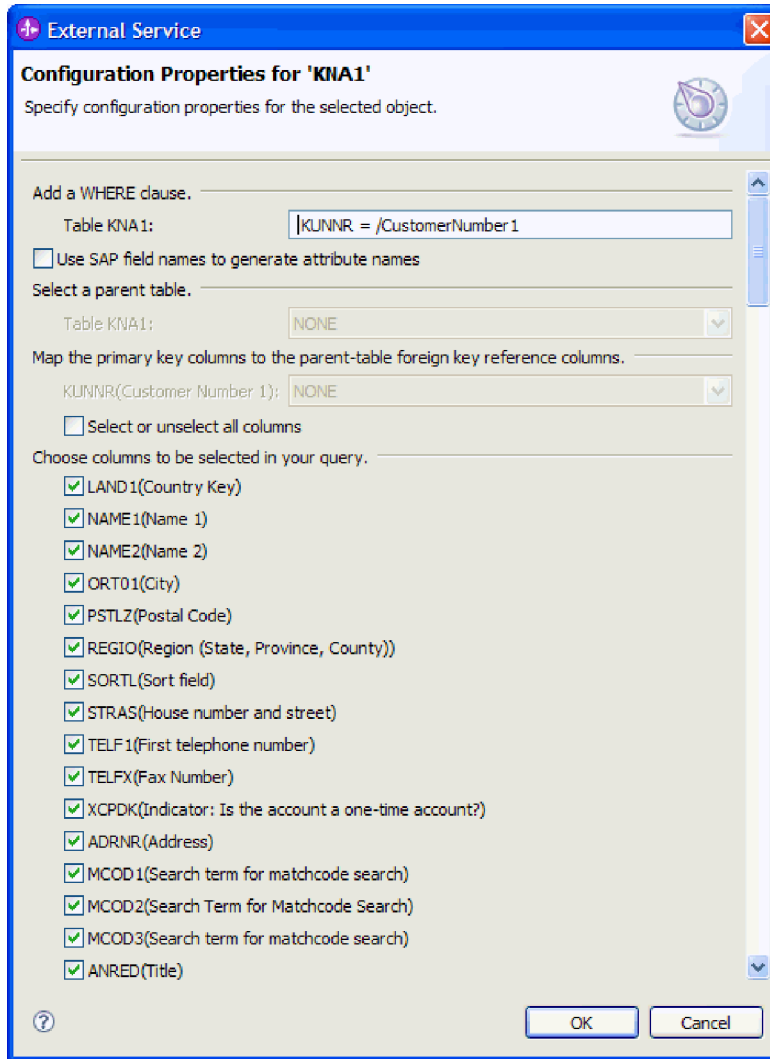 External Service
Configuration Properties for 'KNA1'
Specify configuration properties for the selected object.
Add a WHERE clause.
Table KNA1: KUNNR = /CustomerNumber1
Use SAP field names to generate attribute names
Select a parent table.
Table KNA1: NONE
Map the primary key columns to the parent-table foreign key reference columns.
KUNNR(Customer Number 1): NONE
Select or unselect all columns
Choose columns to be selected in your query.
LAND1(Country Key)
NAME1(Name 1)
NAME2(Name 2)
ORT01(City)
PSTLZ(Postal Code)
REGIO(Region (State, Province, County))
SORTL(Sort field)
STRAS(House number and street)
TELF1(First telephone number)
TELFX(Fax Number)
XCPDK(Indicator: Is the account a one-time account?)
ADRNR(Address)
MCOD1(Search term for matchcode search)
MCOD2(Search Term for Matchcode Search)
MCOD3(Search term for matchcode search)
ANRED(Title)
? OK Cancel